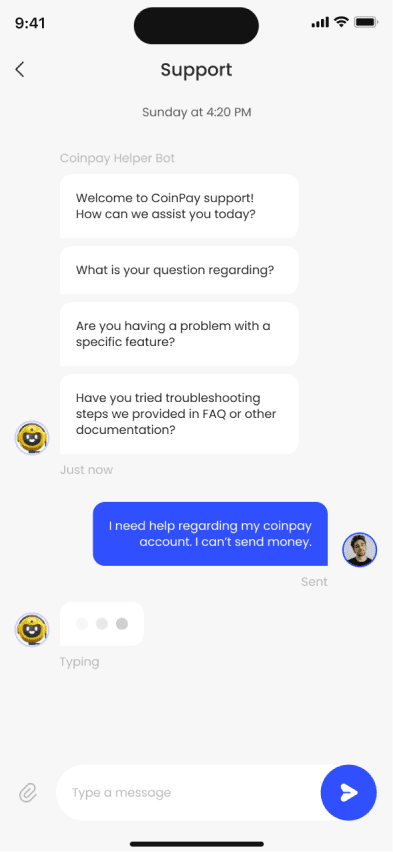 9:41
Support
Sunday at 4:20 PM
Coinpay Helper Bot
Welcome to CoinPay support!
How can we assist you today?
What is your question regarding?
Are you having a problem with a
specific feature?
Have you tried troubleshooting
steps we provided in FAQ or other
documentation?
Just now
I need help regarding my coinpay
account. I can’t send money.
Sent
Typing
Type a message